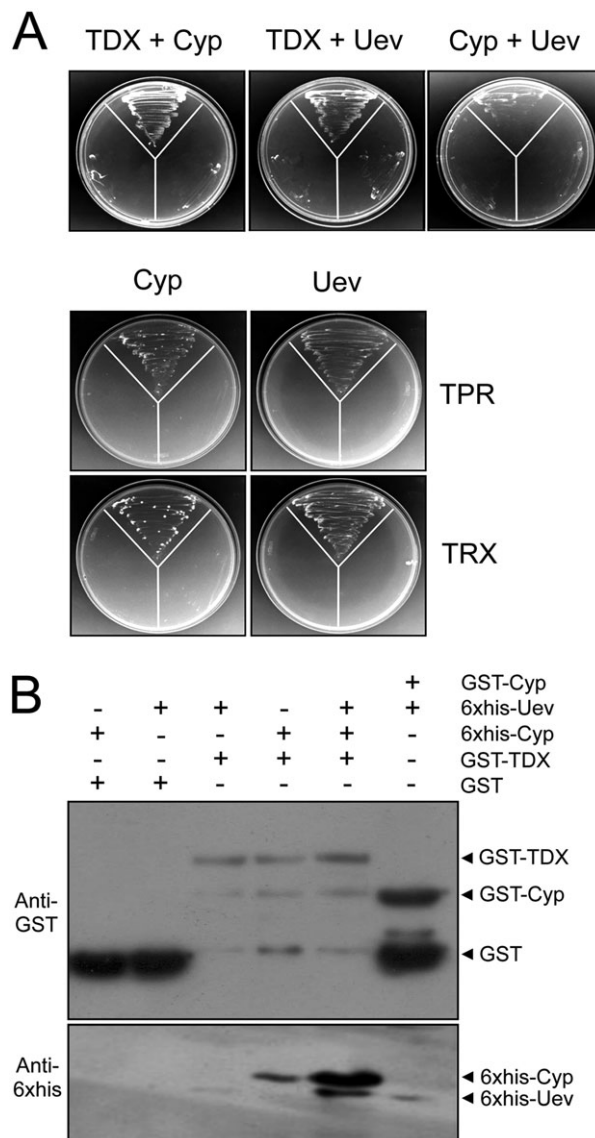 A
TDX + Cyp TDX + Uev Cyp + Uev
Cyp Uev
TPR
TRX
B
+ GST-Cyp
- + + - + + 6xhis-Uev
+ - - + + - 6xhis-Cyp
- - + + + - GST-TDX
+ + - - - - GST
Anti-
GST
GST-TDX
GST-Cyp
GST
Anti-
6xhis
6xhis-Cyp
6xhis-Uev